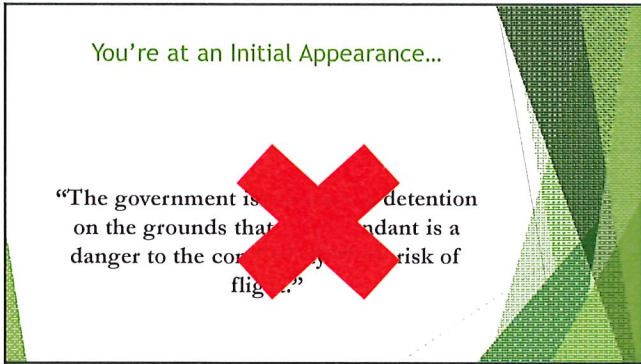 You're at an Initial Appearance…
"The government is detention
on the grounds that ndant is a
danger to the co risk of
flig ."